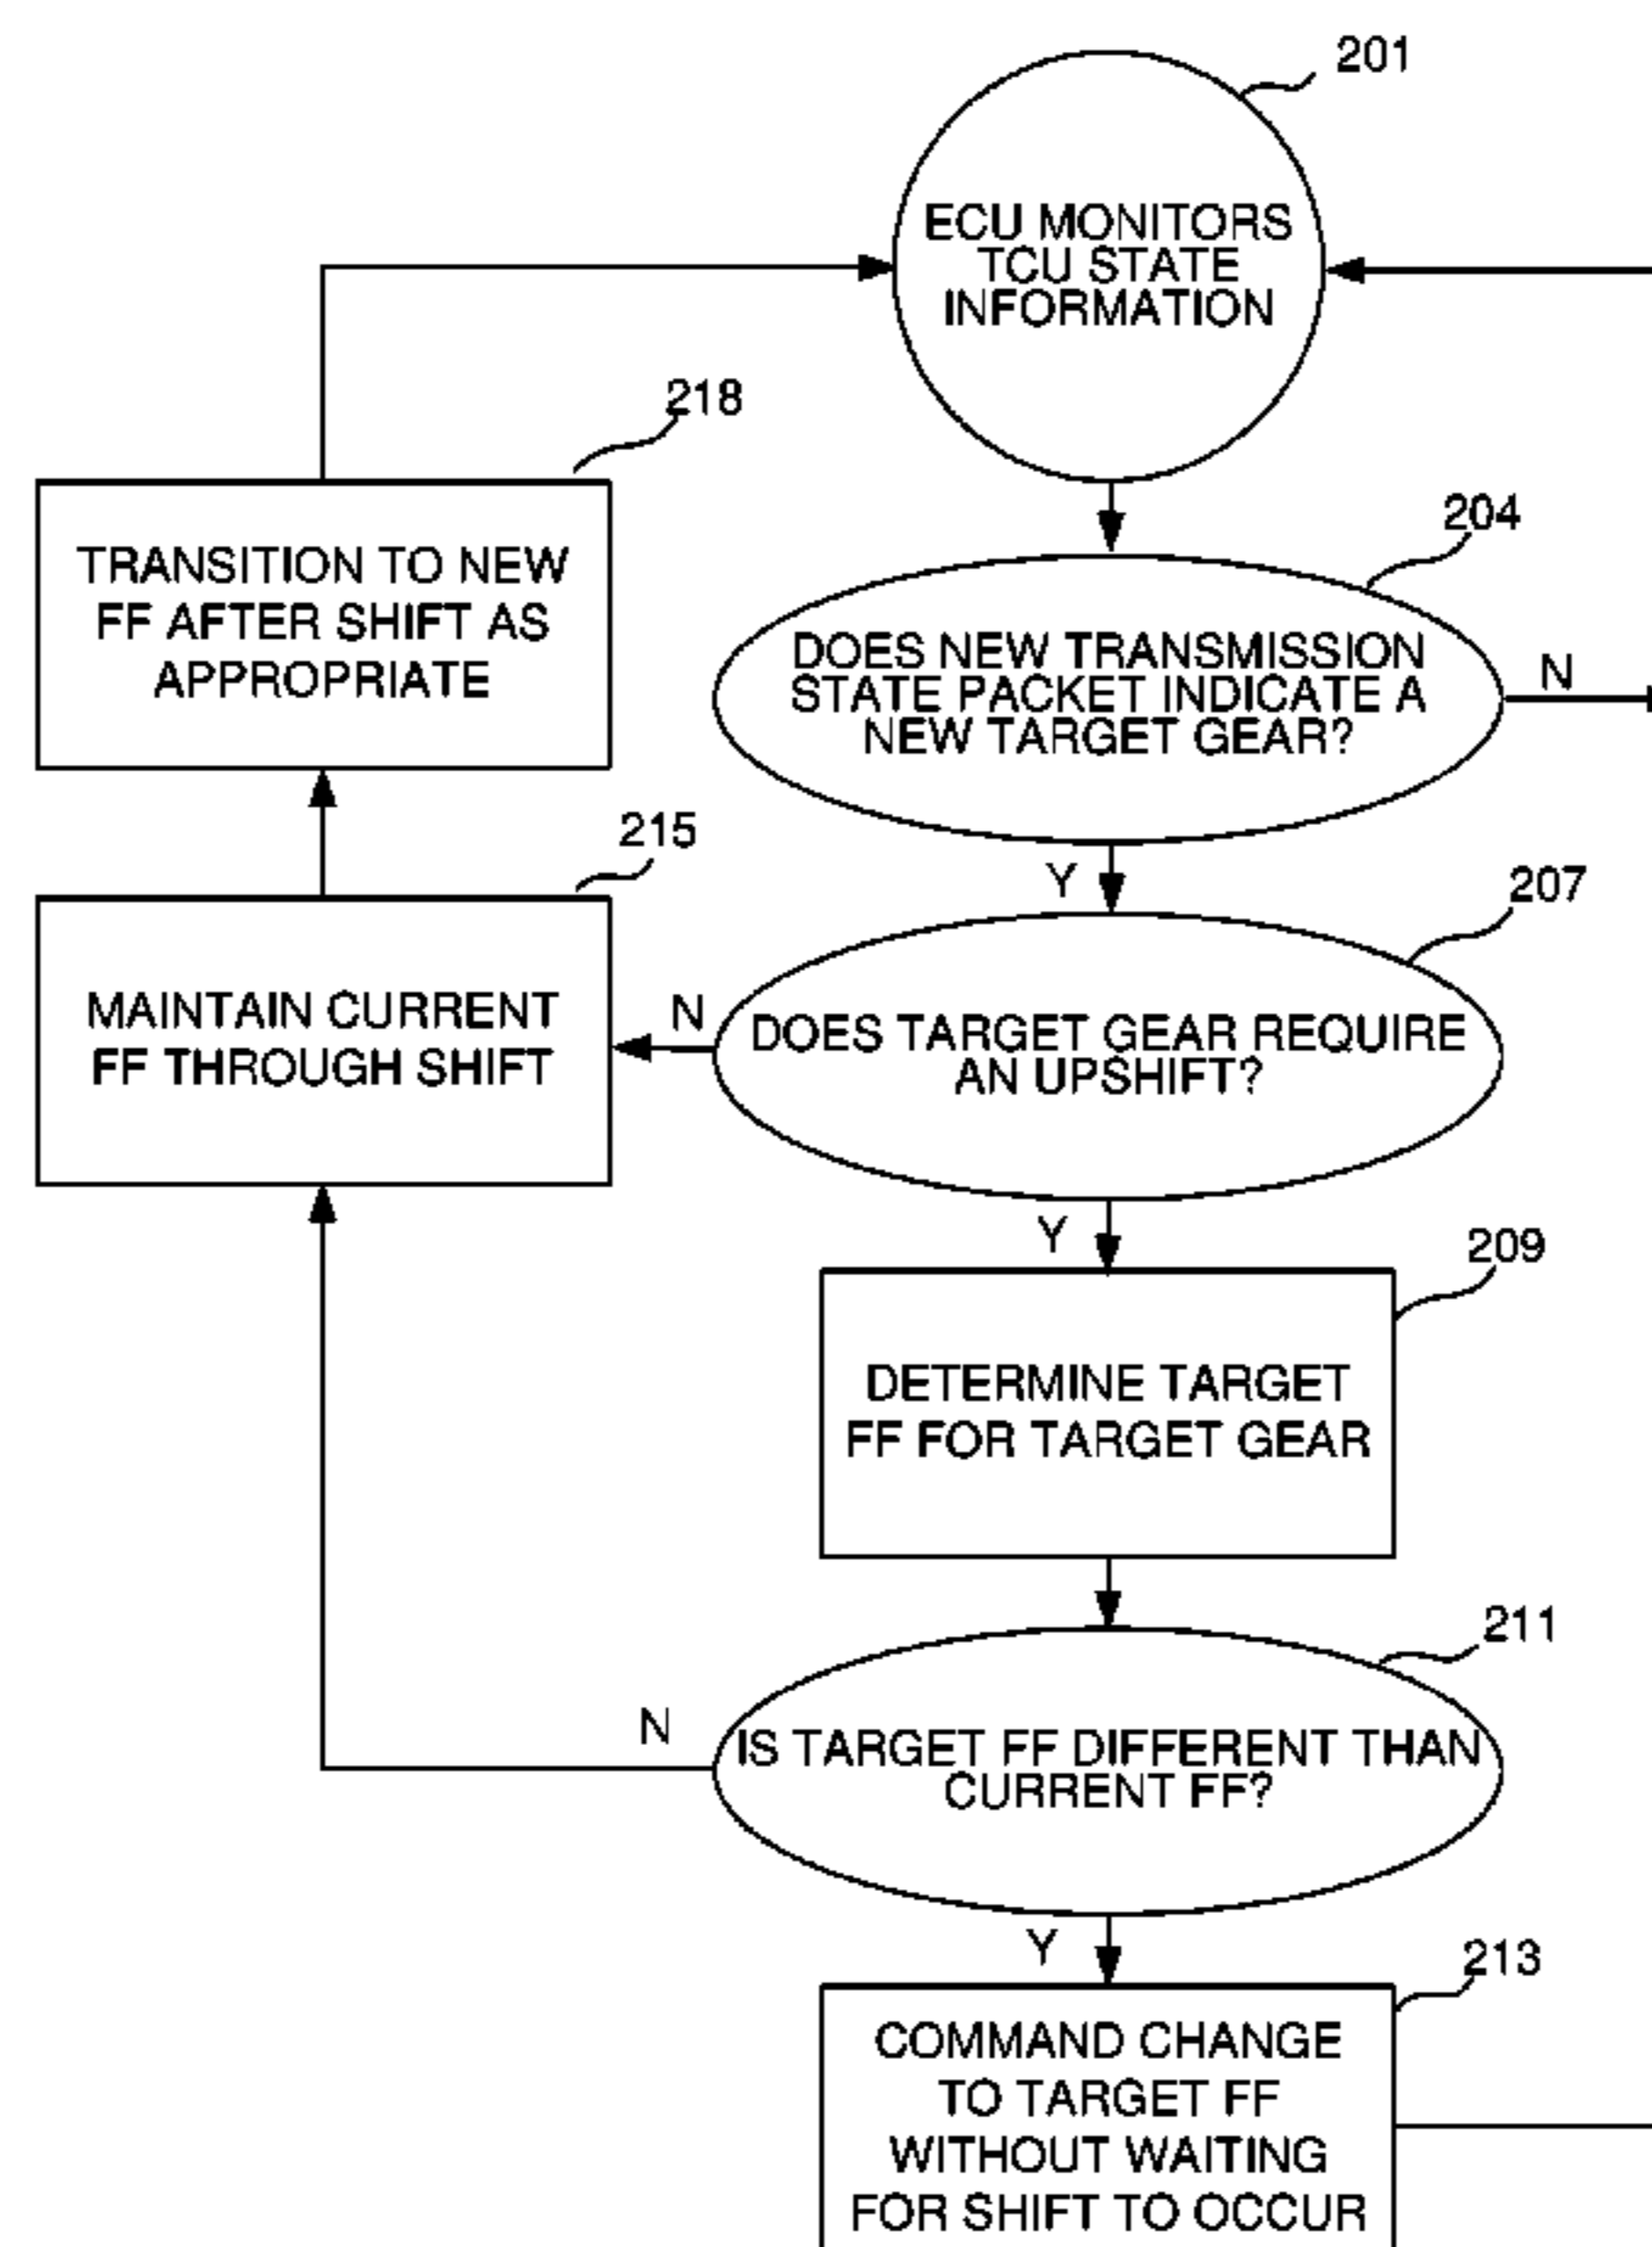 201
ECU MONITORS
TCU STATE
INFORMATION
218
TRANSITION TO NEW
FF AFTER SHIFT AS
APPROPRIATE
204
DOES NEW TRANSMISSION
STATE PACKET INDICATE A
NEW TARGET GEAR?
N
Y
215
MAINTAIN CURRENT
FF THROUGH SHIFT
207
N
DOES TARGET GEAR REQUIRE
AN UPSHIFT?
Y
209
DETERMINE TARGET
FF FOR TARGET GEAR
211
N
IS TARGET FF DIFFERENT THAN
CURRENT FF?
Y
213
COMMAND CHANGE
TO TARGET FF
WITHOUT WAITING
FOR SHIFT TO OCCUR